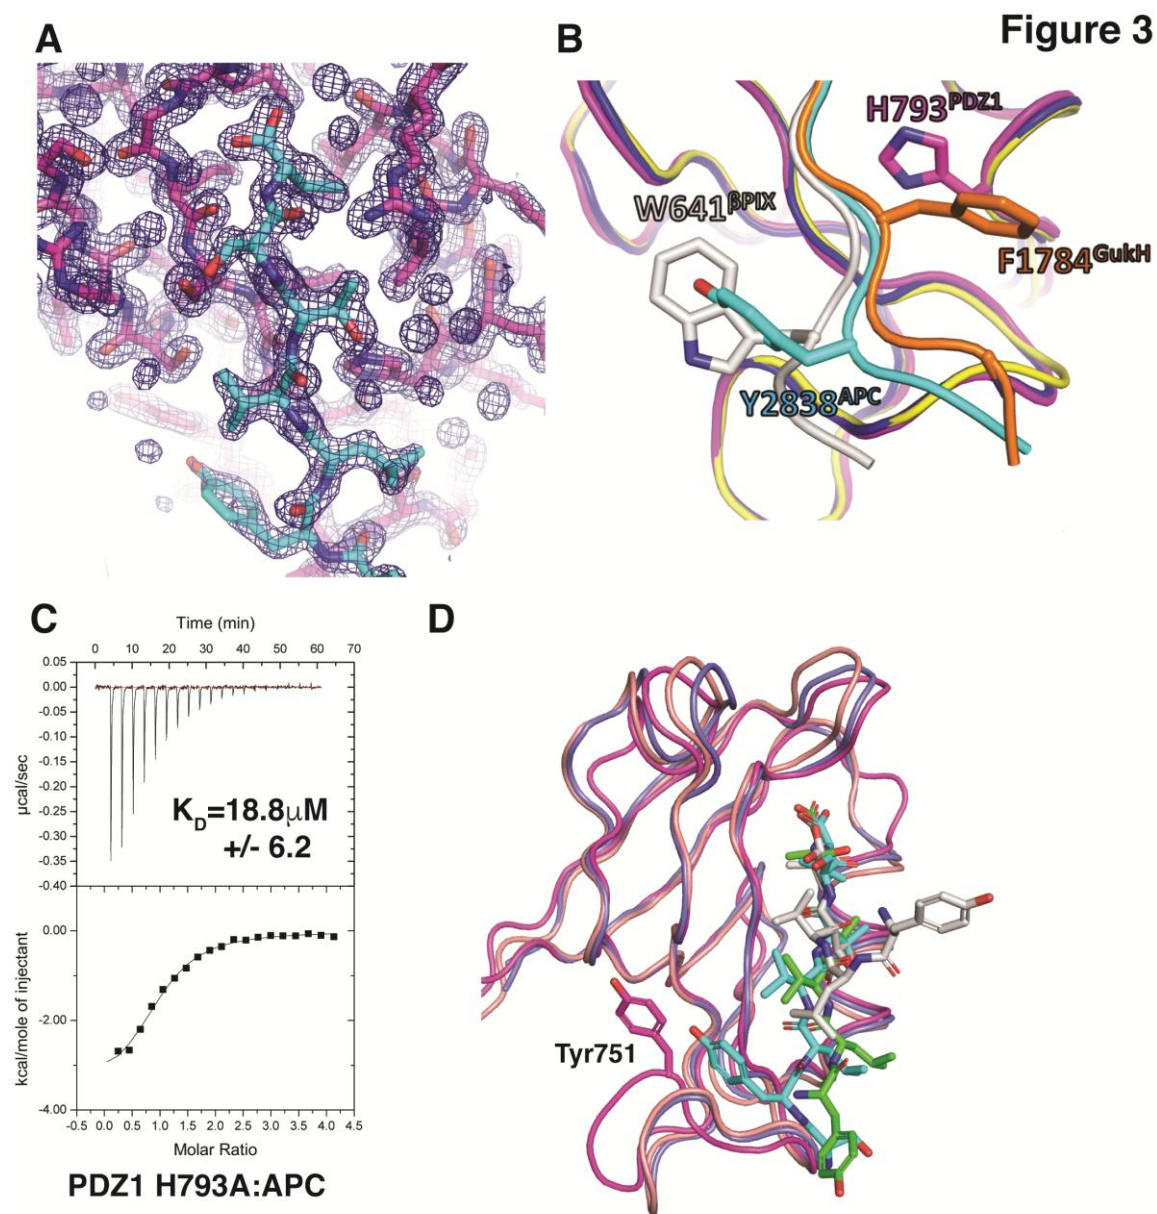 Figure 3
A
B
H793PDZ1
W641βPIX
F1784GukH
Y2838APC
C
Time (min)
0 10 20 30 40 50 60 70
0.05
0.00
-0.05
-0.10
-0.15
-0.20
-0.25
-0.30
-0.35
-0.40
µcal/sec
KD=18.8µM
+/- 6.2
0.00
-2.00
-4.00
kcal/mole of injectant
-0.5 0.0 0.5 1.0 1.5 2.0 2.5 3.0 3.5 4.0 4.5
Molar Ratio
PDZ1 H793A:APC
D
Tyr751